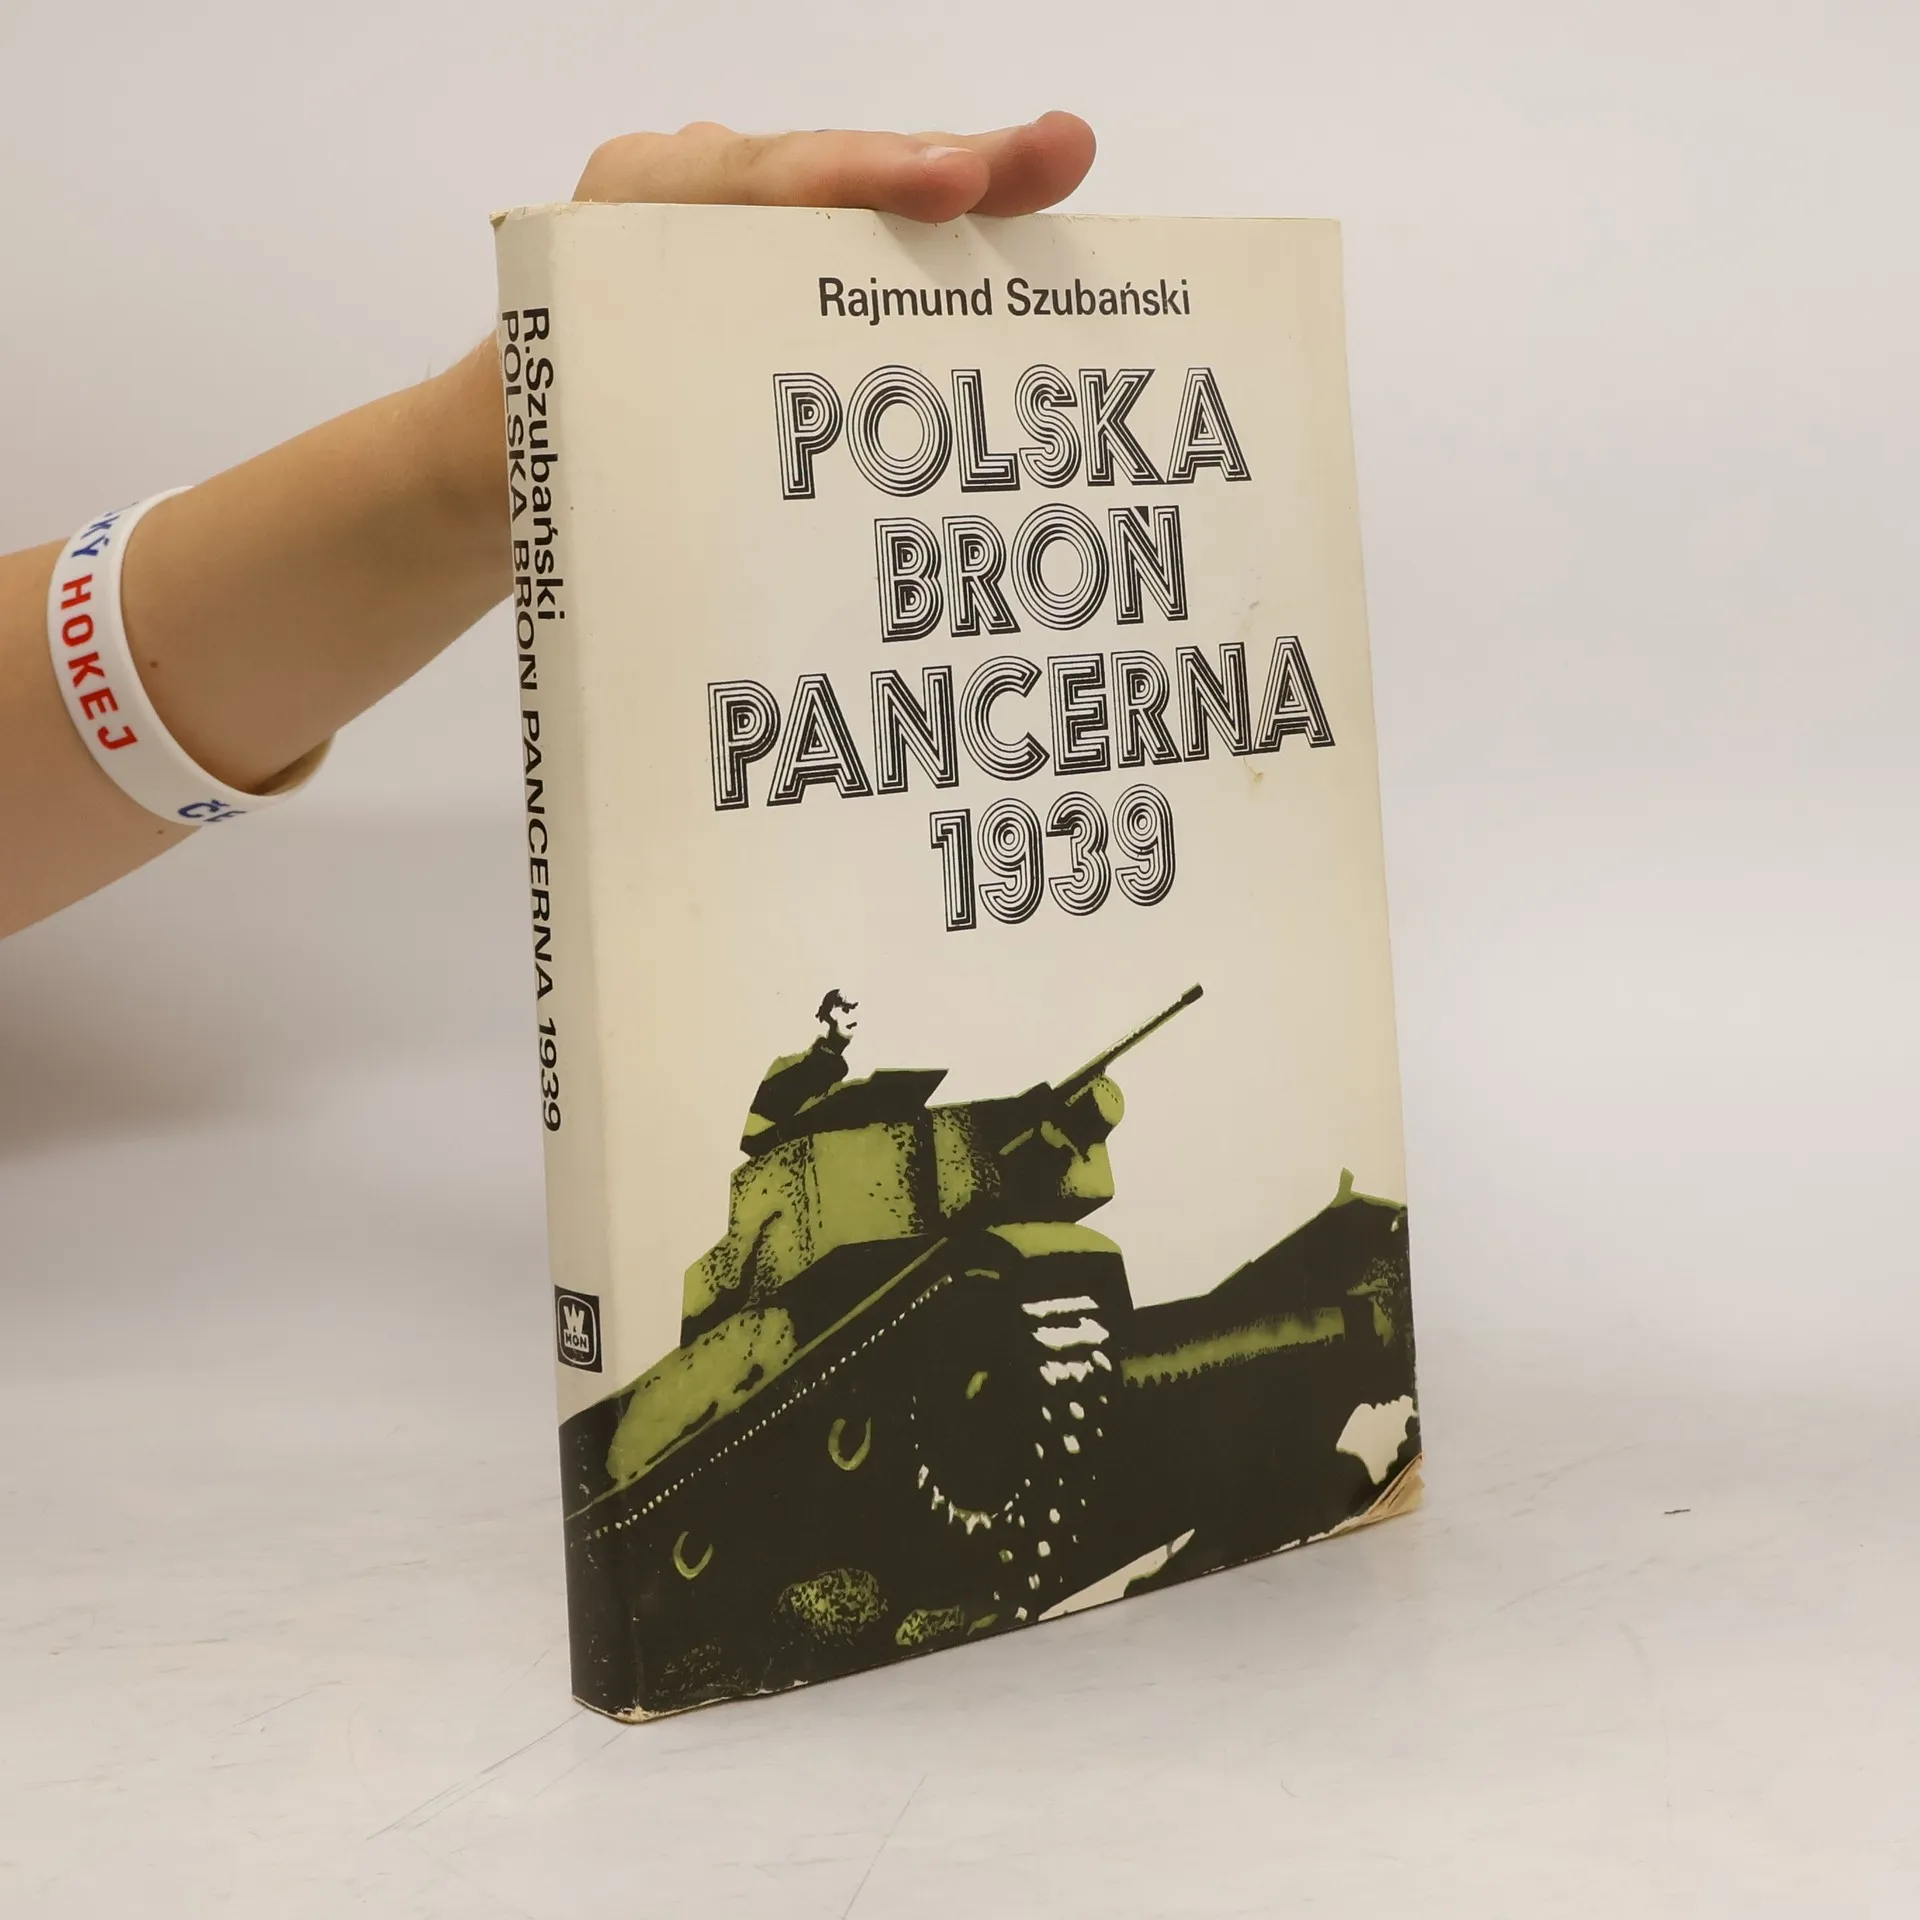 Rajmund Szubański
POLSKA
BROŃ
PANCERNA
1939
R.Szubański
POLSKA BROŃ PANCERNA 1939
W
MON
HOKEJ